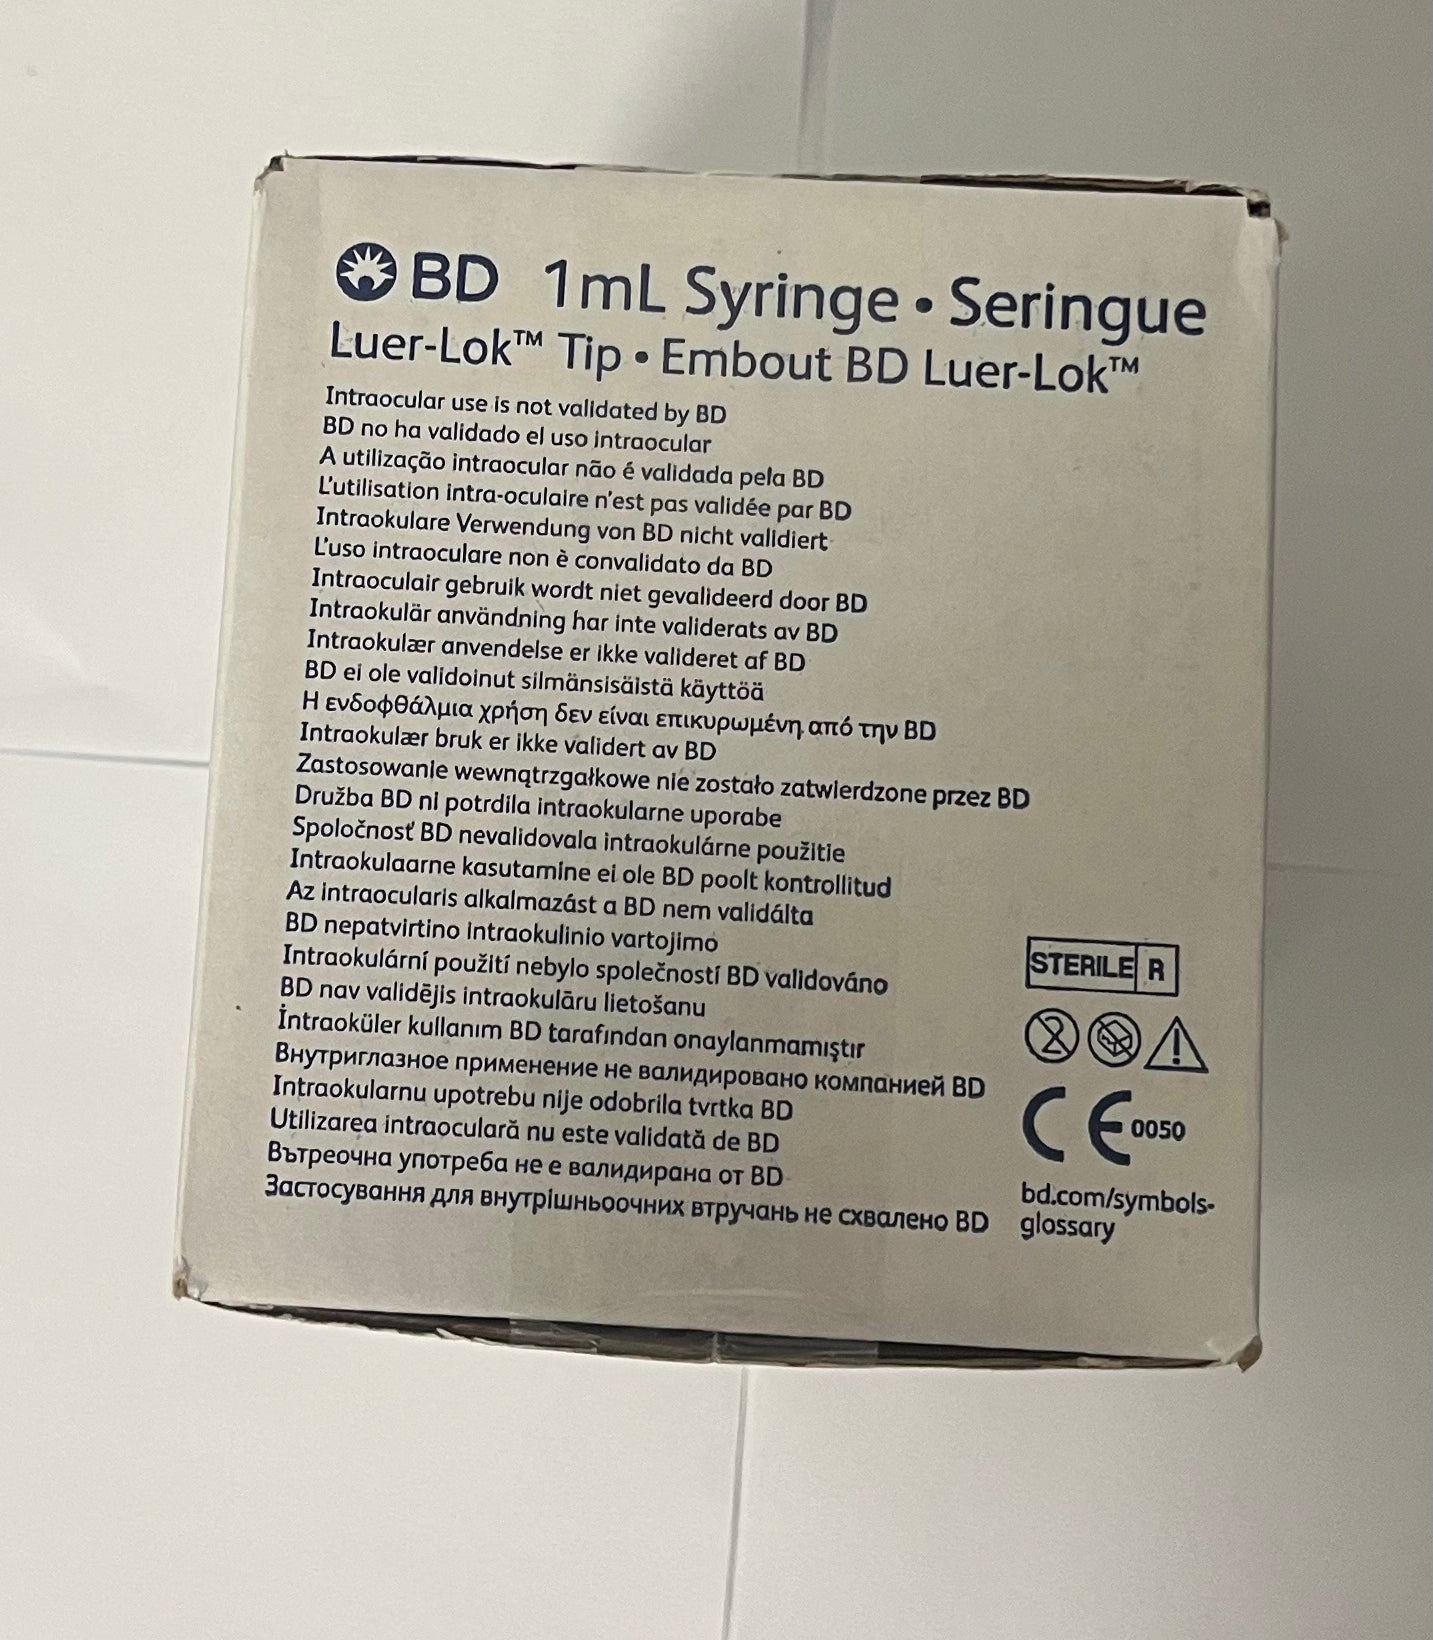 BD 1mL Syringe • Seringue
Luer-Lok™ Tip • Embout BD Luer-Lok™
Intraocular use is not validated by BD
BD no ha validado el uso intraocular
A utilização intraocular não é validada pela BD
L'utilisation intra-oculaire n'est pas validée par BD
Intraokulare Verwendung von BD nicht validiert
L'uso intraoculare non è convalidato da BD
Intraoculair gebruik wordt niet gevalideerd door BD
Intraokulär användning har inte validerats av BD
Intraokulær anvendelse er ikke valideret af BD
BD ei ole validoinut silmänsisäistä käyttöä
Η ενδοφθάλμια χρήση δεν είναι επικυρωμένη από την BD
Intraokulær bruk er ikke validert av BD
Zastosowanie wewnątrzgałkowe nie zostało zatwierdzone przez BD
Družba BD ni potrdila intraokularne uporabe
Spoločnosť BD nevalidovala intraokulárne použitie
Intraokulaarne kasutamine ei ole BD poolt kontrollitud
Az intraocularis alkalmazást a BD nem validálta
BD nepatvirtino intraokulinio vartojimo
Intraokulární použití nebylo společností BD validováno
BD nav validējis intraokulāru lietošanu
İntraoküler kullanım BD tarafından onaylanmamıştır
Внутриглазное применение не валидировано компанией BD
Intraokularnu upotrebu nije odobrila tvrtka BD
Utilizarea intraoculară nu este validată de BD
Вътреочна употреба не е валидирана от BD
Застосування для внутрішньоочних втручань не схвалено BD
STERILE R
2
CE 0050
bd.com/symbols-
glossary